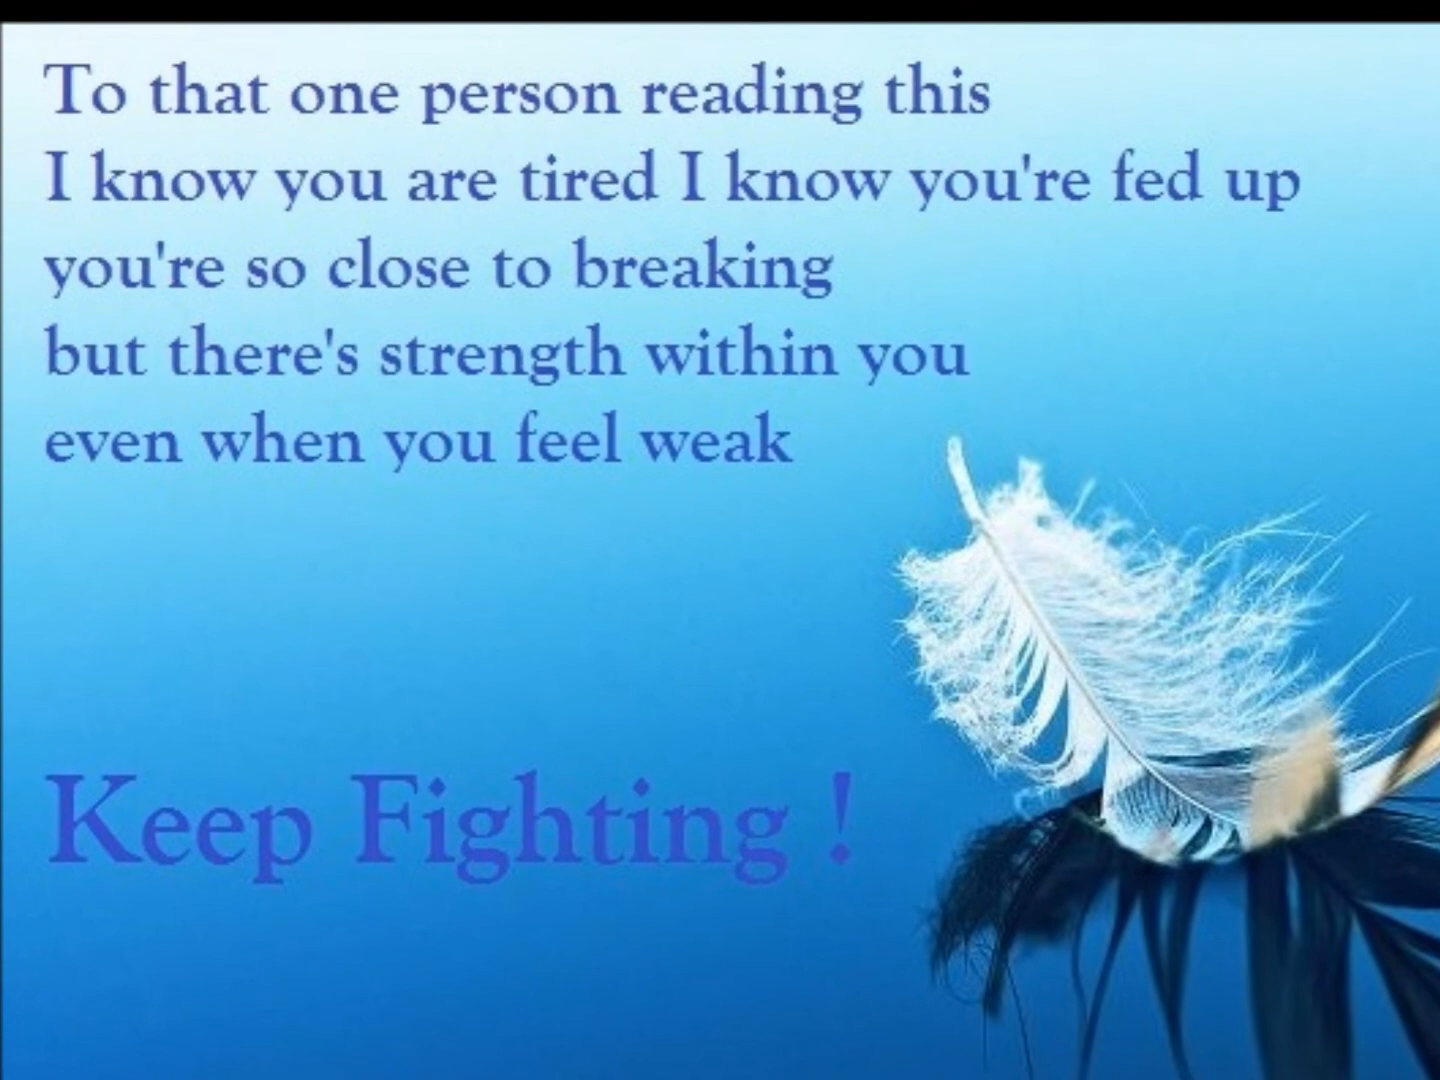 To that one person reading this
I know you are tired I know you're fed up
you're so close to breaking
but there's strength within you
even when you feel weak
Keep Fighting !